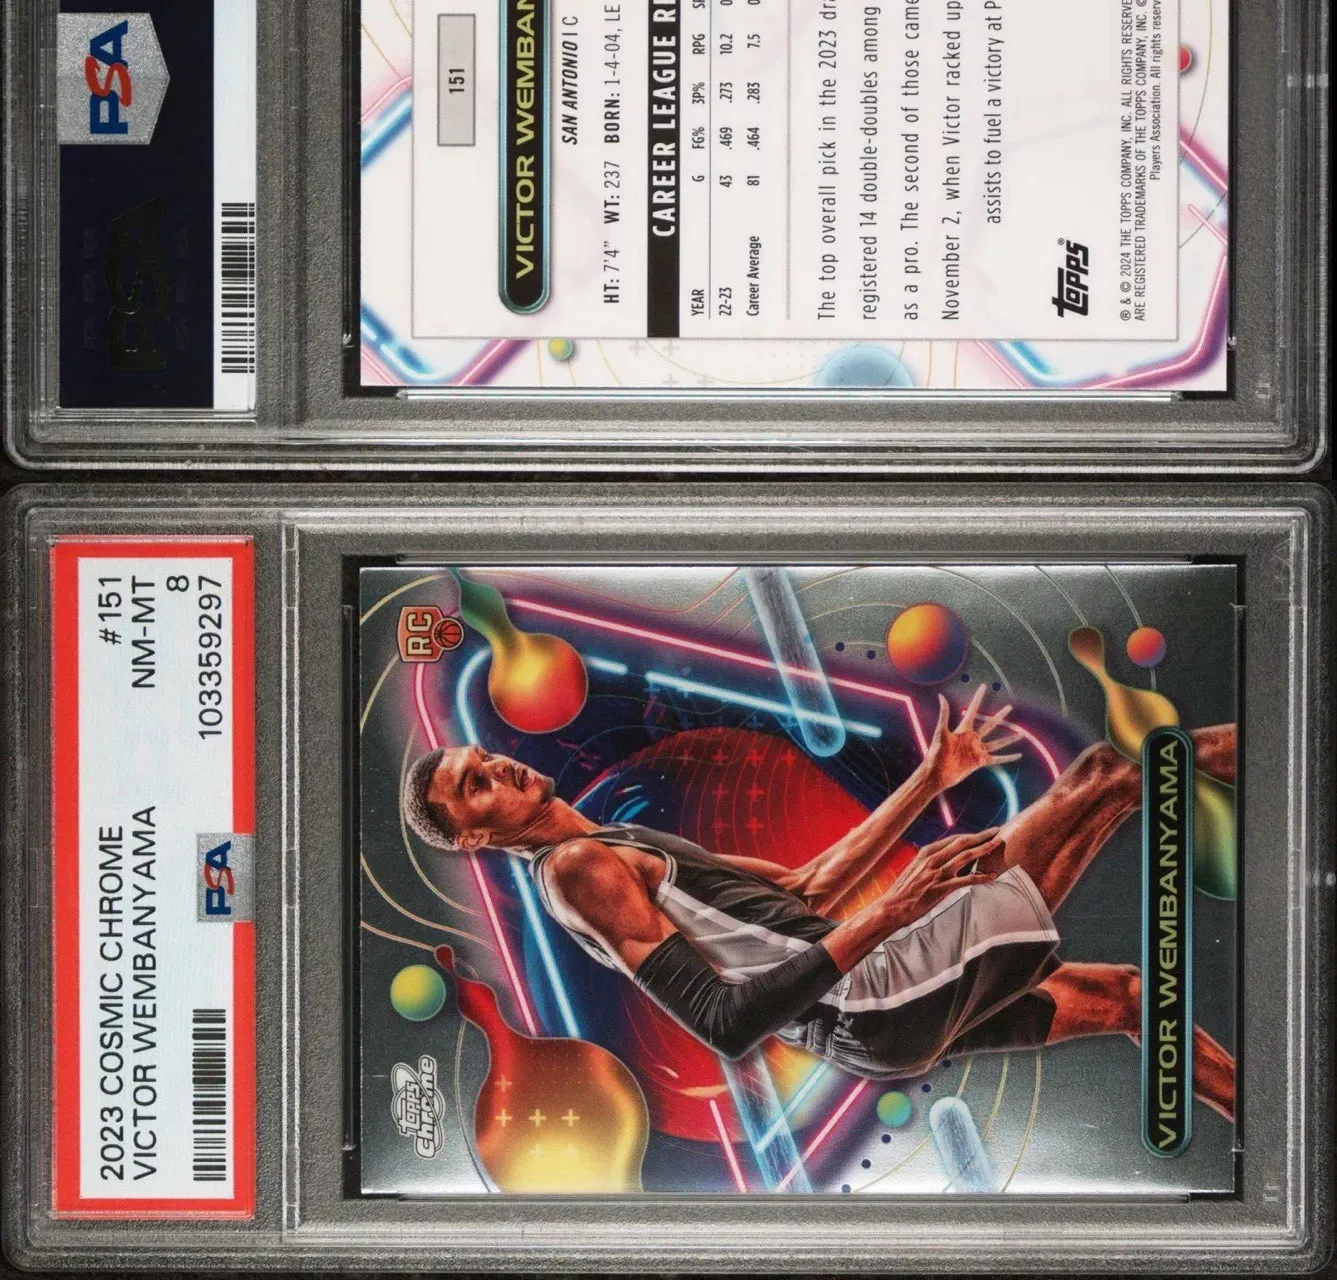 PSA
151
VICTOR WEMBAN
SAN ANTONIO | C
HT: 7'4" WT: 237 BORN: 1-4-04, LE
CAREER LEAGUE RE
YEAR G FG% 3P% RPG
22-23 43 .469 .273 10.2
Career Average 81 .464 .283 7.5
The top overall pick in the 2023 dra
registered 14 double-doubles among
as a pro. The second of those came
November 2, when Victor racked up
assists to fuel a victory at P
topps
® & © 2024 THE TOPPS COMPANY, INC. ALL RIGHTS RESERVE
ARE REGISTERED TRADEMARKS OF THE TOPPS COMPANY, INC. ©
Players Association. All rights reserv
2023 COSMIC CHROME #151
VICTOR WEMBANYAMA NM-MT
8
PSA 103359297
RC
topps
chrome
VICTOR WEMBANYAMA